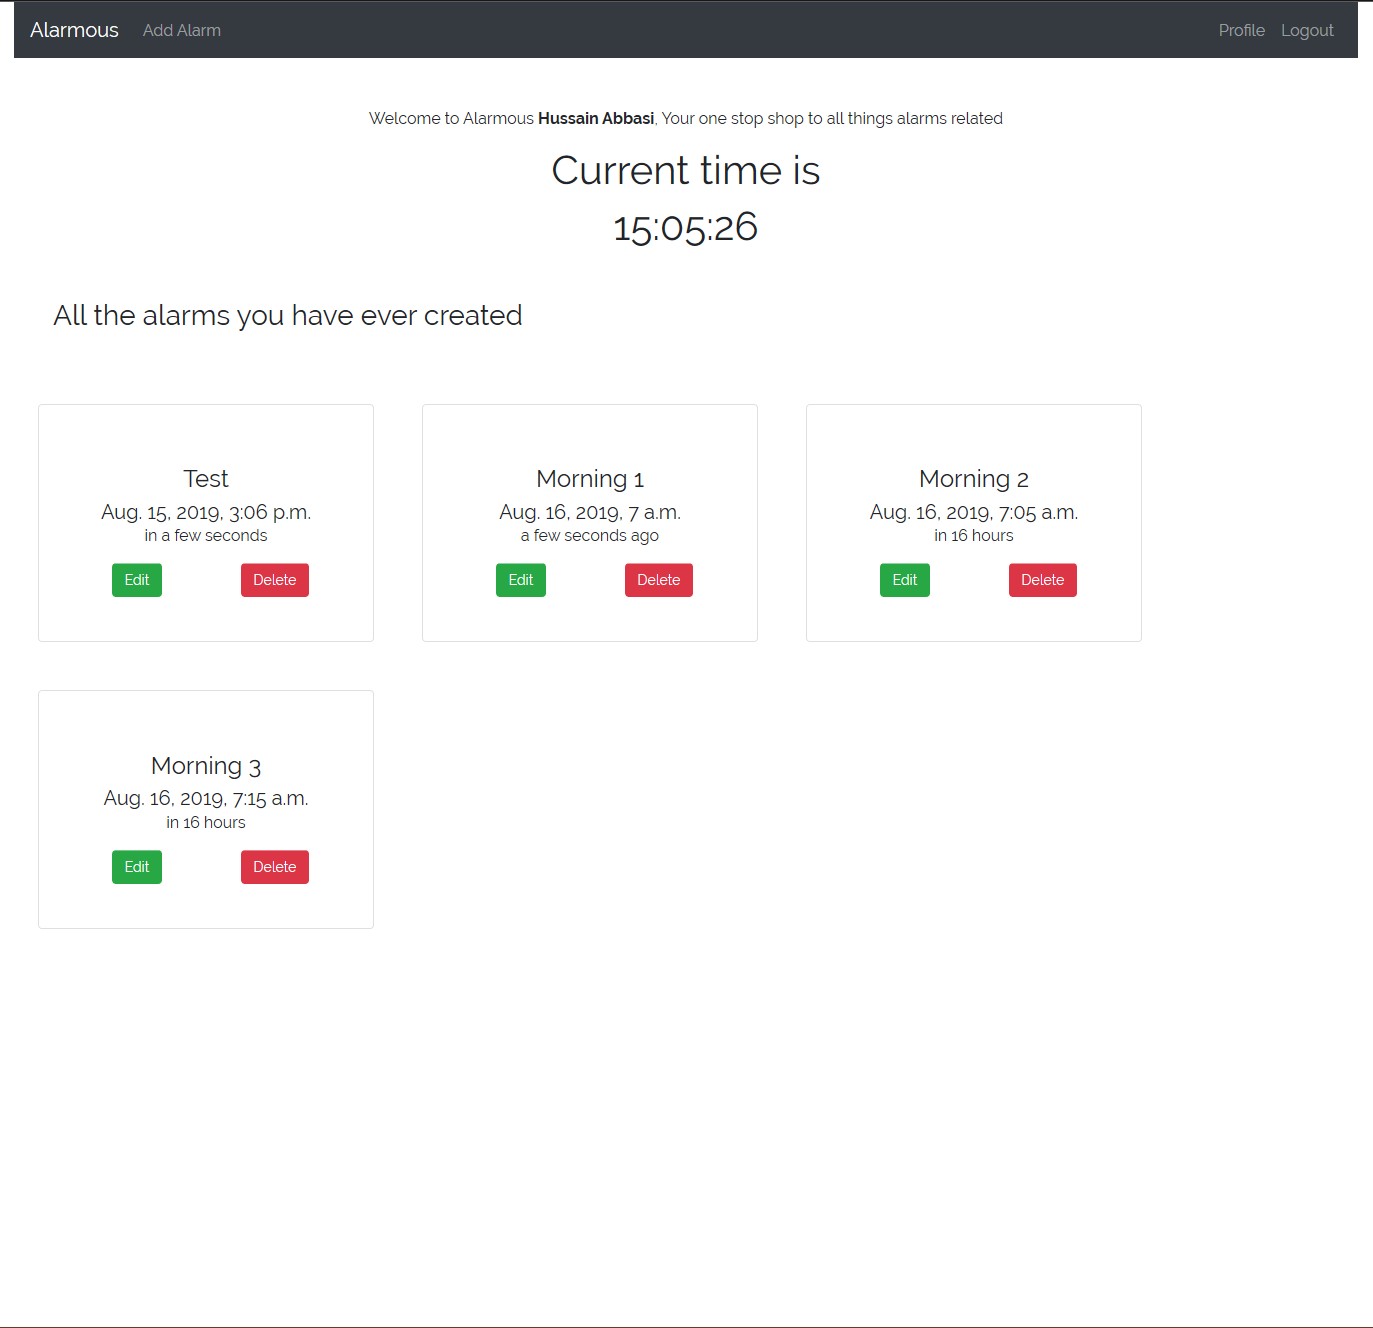 Alarmous Add Alarm Profile Logout
Welcome to Alarmous Hussain Abbasi, Your one stop shop to all things alarms related
Current time is
15:05:26
All the alarms you have ever created
Test
Aug. 15, 2019, 3:06 p.m.
in a few seconds
Edit Delete
Morning 1
Aug. 16, 2019, 7 a.m.
a few seconds ago
Edit Delete
Morning 2
Aug. 16, 2019, 7:05 a.m.
in 16 hours
Edit Delete
Morning 3
Aug. 16, 2019, 7:15 a.m.
in 16 hours
Edit Delete